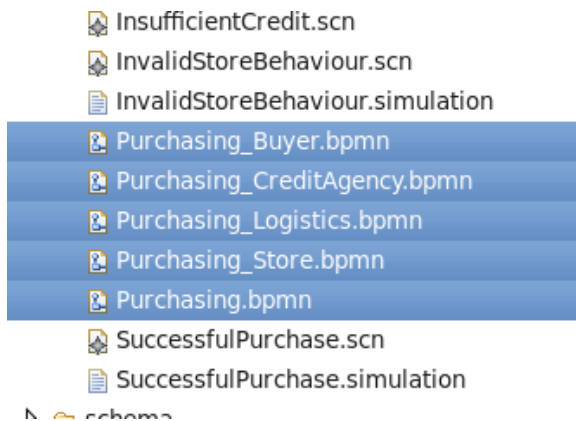 InsufficientCredit.scn
InvalidStoreBehaviour.scn
InvalidStoreBehaviour.simulation
Purchasing_Buyer.bpmn
Purchasing_CreditAgency.bpmn
Purchasing_Logistics.bpmn
Purchasing_Store.bpmn
Purchasing.bpmn
SuccessfulPurchase.scn
SuccessfulPurchase.simulation
schema